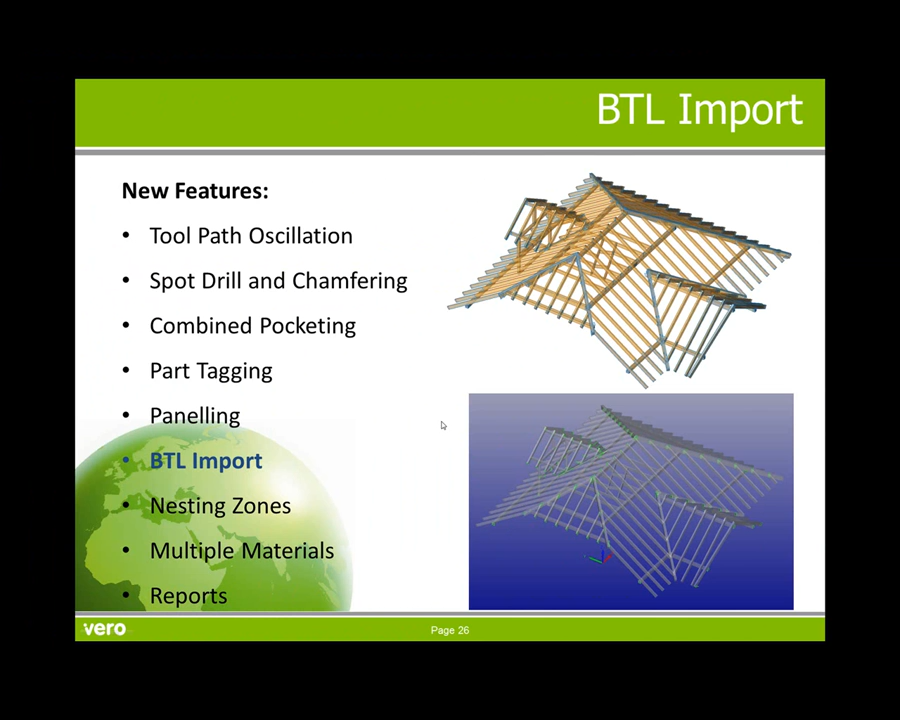 BTL Import
New Features:
• Tool Path Oscillation
• Spot Drill and Chamfering
• Combined Pocketing
• Part Tagging
• Panelling
• BTL Import
• Nesting Zones
• Multiple Materials
• Reports
vero
Page 26